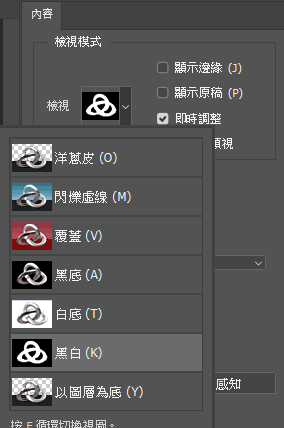 內容
檢視模式
顯示邊緣 (J)
顯示原稿 (P)
檢視
即時調整
預視
洋蔥皮 (O)
閃爍虛線 (M)
覆蓋 (V)
黑底 (A)
白底 (T)
黑白 (K)
以圖層為底 (Y)
感知
按 F 循環切換視圖。